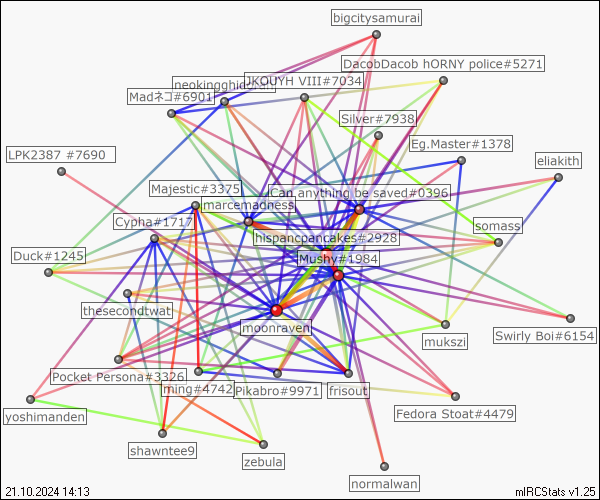 bigcitysamurai
DacobDacob hORNY police#5271
JKOUYH VIII#7034
Madネコ#6901
Silver#7938
Eg.Master#1378
LPK2387 #7690
eliakith
Majestic#3375
Can anything be saved#0396
marcemadness
Cypha#1717
somass
hispancpancakes#2928
Duck#1245
Mushy#1984
thesecondtwat
moonraven
mukszi
Swirly Boi#6154
Pocket Persona#3326
ming#4742
Pikabro#9971
frisout
yoshimanden
Fedora Stoat#4479
shawntee9
zebula
normalwan
21.10.2024 14:13
mIRCStats v1.25